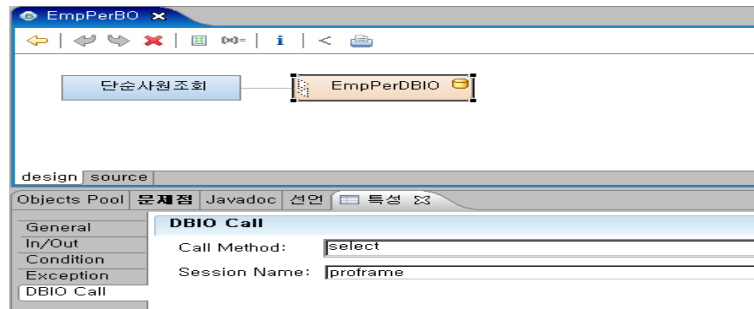 EmpPerBO
(x)=
단순사원조회 EmpPerDBIO
design source
Objects Pool 문제점 Javadoc 선언 특성
General DBIO Call
In/Out Call Method: select
Condition
Exception Session Name: proframe
DBIO Call